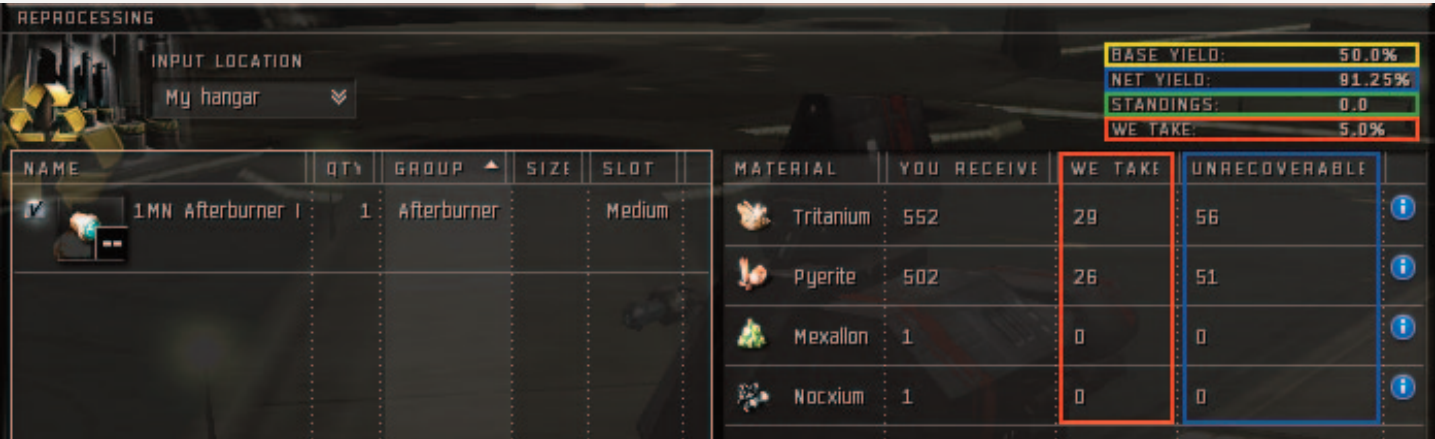 REPROCESSING
INPUT LOCATION
My hangar
BASE YIELD: 50.0%
NET YIELD: 91.25%
STANDINGS: 0.0
WE TAKE: 5.0%
NAME QTY GROUP SIZE SLOT
1MN Afterburner I 1 Afterburner Medium
--
MATERIAL YOU RECEIVE WE TAKE UNRECOVERABLE
Tritanium 552 29 56
Pyerite 502 26 51
Mexallon 1 0 0
Nocxium 1 0 0